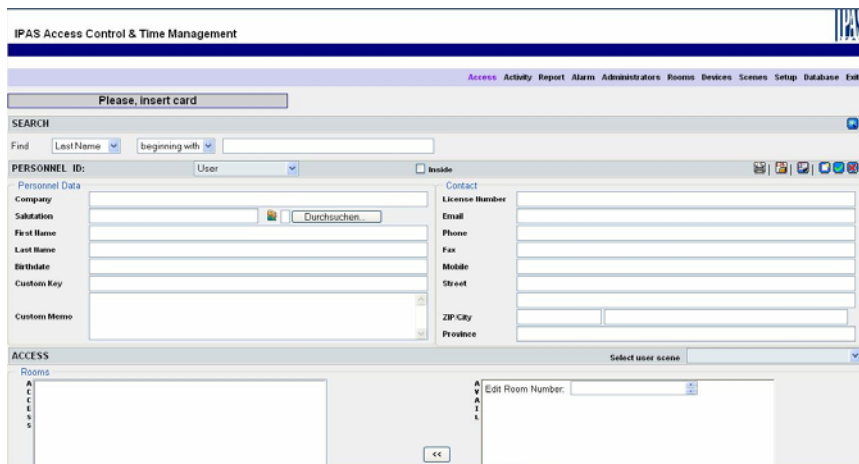 IPAS Access Control & Time Management
IPAS
Access Activity Report Alarm Administrators Rooms Devices Scenes Setup Database Exit
Please, insert card
SEARCH
Find Last Name beginning with
PERSONNEL ID: User Inside
Personnel Data
Company
Salutation Durchsuchen...
First Name
Last Name
Birthdate
Custom Key
Custom Memo
Contact
License Number
Email
Phone
Fax
Mobile
Street
ZIP/City
Province
ACCESS Select user scene
Rooms
ACCESS
AVAIL
Edit Room Number:
<<